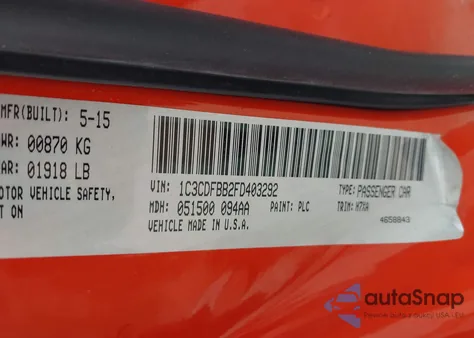 MFR(BUILT): 5-15
WR: 00870 KG
AR: 01918 LB
OTOR VEHICLE SAFETY,
T ON
VIN: 1C3CDFBB2FD403292
TYPE: PASSENGER CAR
MDH: 051500 094AA
PAINT: PLC
TRIM: H7XA
VEHICLE MADE IN U.S.A.
4658843
autoSnap